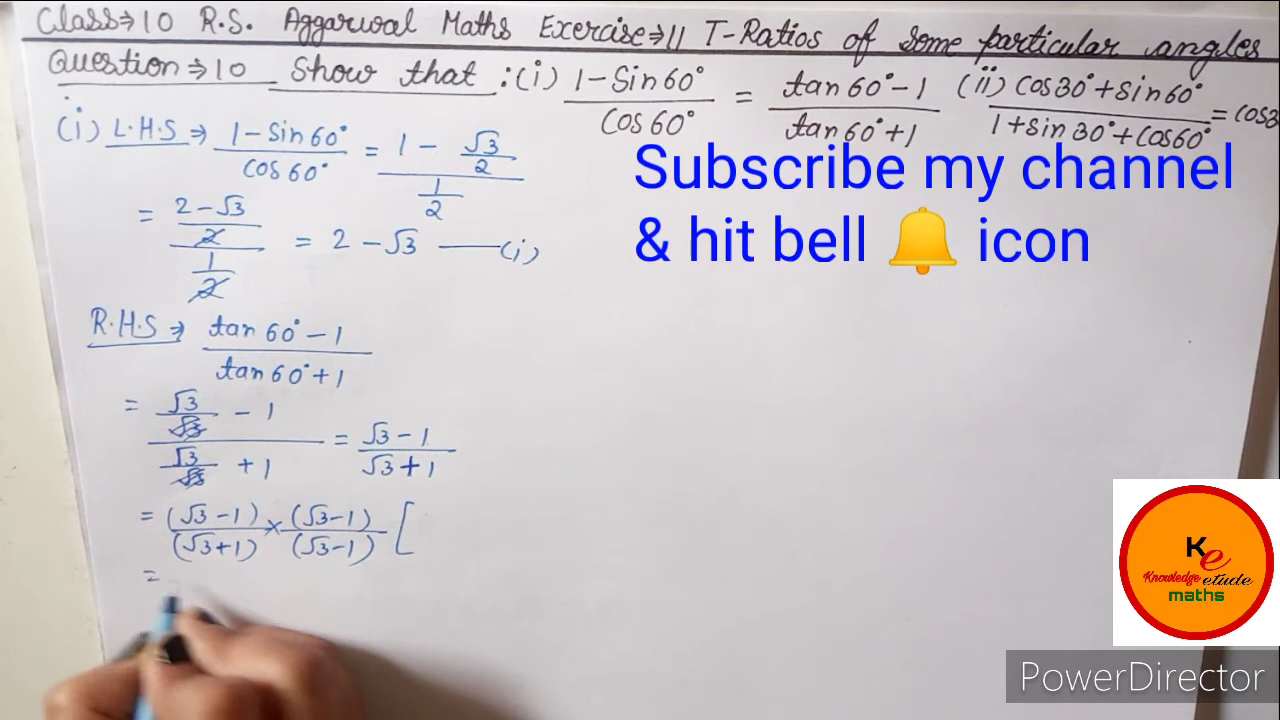 Class→10 R.S. Aggarwal Maths Exercise→11 T-Ratios of some particular angles
Question→10 Show that :(i) 1-Sin60°/Cos60° = tan60°-1/tan60°+1 (ii) Cos30°+sin60°/1+sin30°+cos60° = cos3
(i) L.H.S → 1-Sin60°/cos60° = 1-√3/2/1/2
= 2-√3/2/1/2 = 2-√3 —(i)
R.H.S → tan60°-1/tan60°+1
= √3/√3 - 1/√3/√3 + 1 = √3-1/√3+1
= (√3-1)/(√3+1) × (√3-1)/(√3-1) [
=
Subscribe my channel
& hit bell 🔔 icon
Ke
Knowledge etude
maths
PowerDirector